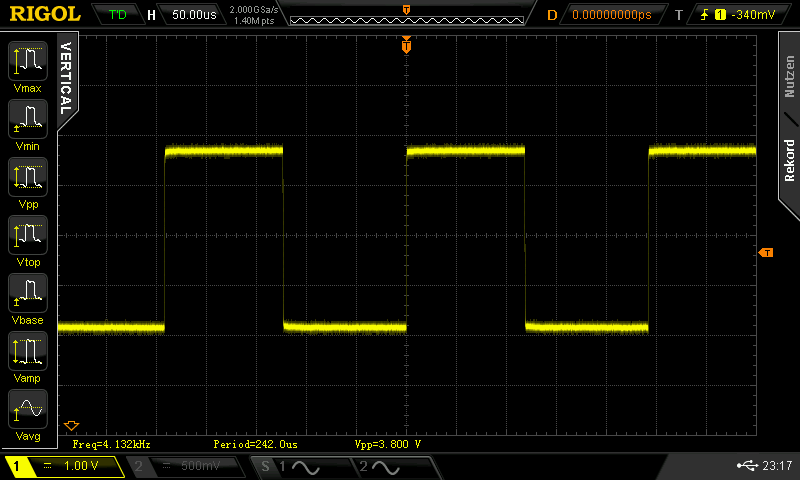 RIGOL T'D H 50.00us 2.000GSa/s D 0.00000000ps T 1 -340mV
1.40M pts
T
T
VERTICAL
Vmax
Vmin
Vpp
Vtop
Vbase
Vamp
Vavg
Nutzen
Rekord
T
Freq=4.132kHz Period=242.0us Vpp=3.800 V
1 1.00 V 2 500mV S 1 2 23:17